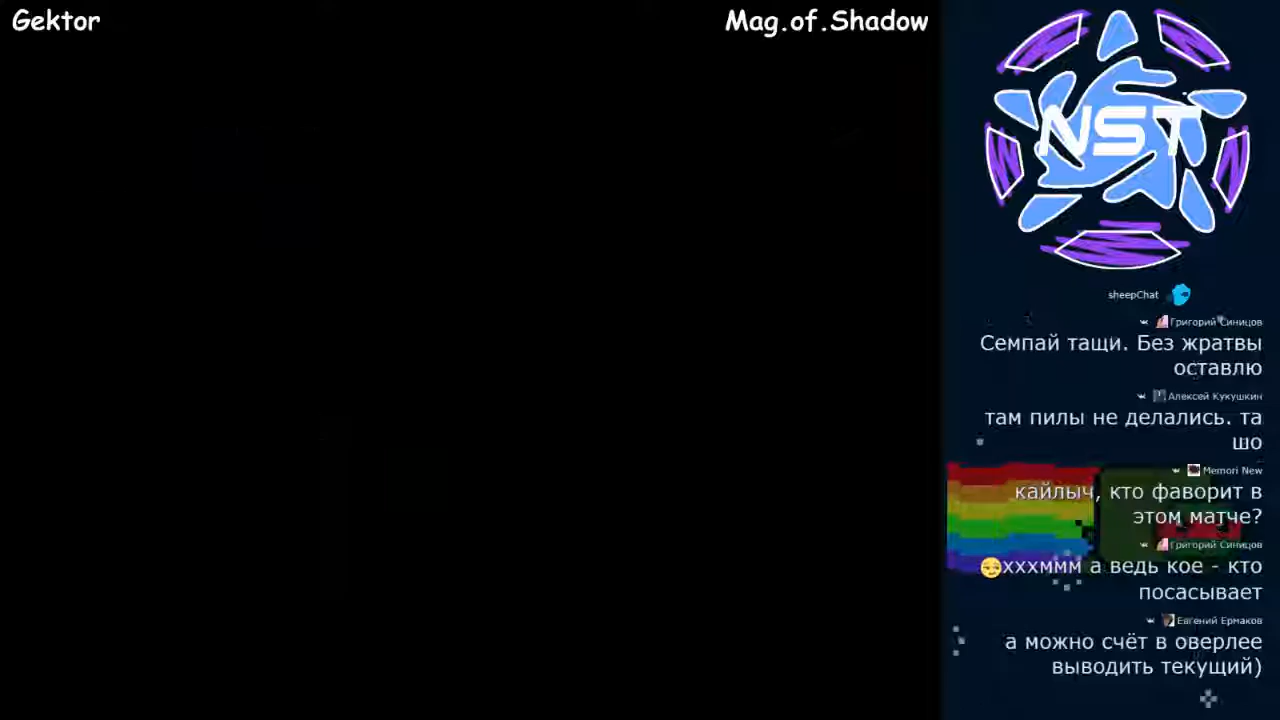 Gektor
Mag.of.Shadow
NST
sheepChat
Григорий Синицов
Семпай тащи. Без жратвы
оставлю
Алексей Кукушкин
там пилы не делались. та
шо
Memori New
кайлыч, кто фаворит в
этом матче?
Григорий Синицов
😏хххммм а ведь кое - кто
посасывает
Евгений Ермаков
а можно счёт в оверлее
выводить текущий)